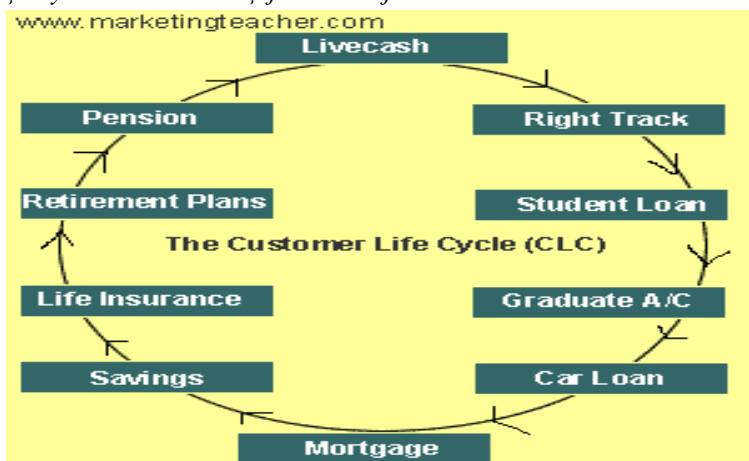 www.marketingteacher.com
Livecash
Pension
Right Track
Retirement Plans
Student Loan
The Customer Life Cycle (CLC)
Life Insurance
Graduate A/C
Savings
Car Loan
Mortgage